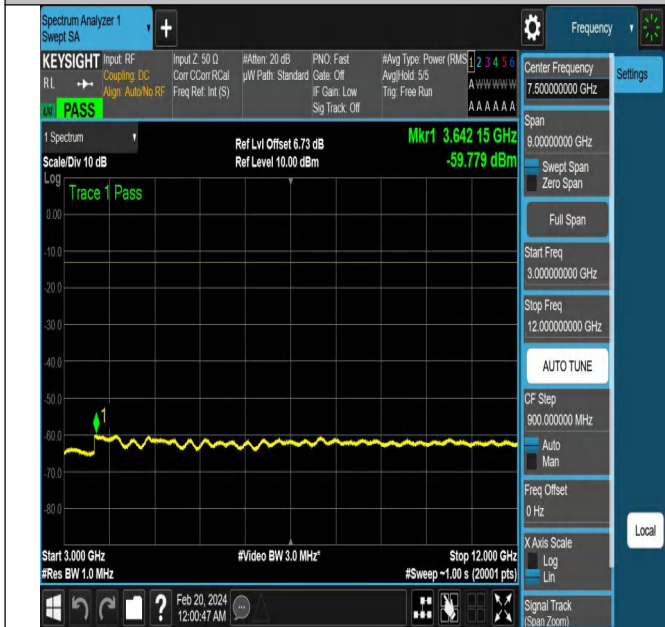 Spectrum Analyzer 1
Swept SA
+
Frequency
KEYSIGHT
RL
LXI
PASS
Input: RF
Coupling: DC
Align: Auto/No RF
Input Z: 50 Ω
Corr CCorr RCal
Freq Ref: Int (S)
#Atten: 20 dB
µW Path: Standard
PNO: Fast
Gate: Off
IF Gain: Low
Sig Track: Off
#Avg Type: Power (RMS
Avg|Hold: 5/5
Trig: Free Run
1 2 3 4 5 6
A W W W W W
A A A A A A
1 Spectrum
Scale/Div 10 dB
Log
Ref Lvl Offset 6.73 dB
Ref Level 10.00 dBm
Mkr1 3.642 15 GHz
-59.779 dBm
Trace 1 Pass
0.00
-10.0
-20.0
-30.0
-40.0
-50.0
-60.0
-70.0
-80.0
1
Start 3.000 GHz
#Res BW 1.0 MHz
#Video BW 3.0 MHz*
Stop 12.000 GHz
#Sweep ~1.00 s (20001 pts)
?
Feb 20, 2024
12:00:47 AM
Center Frequency
7.500000000 GHz
Settings
Span
9.00000000 GHz
Swept Span
Zero Span
Full Span
Start Freq
3.000000000 GHz
Stop Freq
12.000000000 GHz
AUTO TUNE
CF Step
900.000000 MHz
Auto
Man
Freq Offset
0 Hz
Local
X Axis Scale
Log
Lin
Signal Track
(Span Zoom)